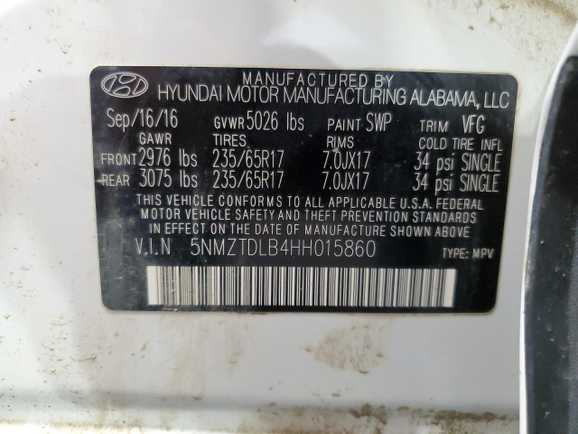 MANUFACTURED BY
HYUNDAI MOTOR MANUFACTURING ALABAMA, LLC
Sep/16/16 GVWR 5026 lbs PAINT SWP TRIM VFG
GAWR TIRES RIMS COLD TIRE INFL
FRONT 2976 lbs 235/65R17 7.0JX17 34 psi SINGLE
REAR 3075 lbs 235/65R17 7.0JX17 34 psi SINGLE
THIS VEHICLE CONFORMS TO ALL APPLICABLE U.S.A. FEDERAL
MOTOR VEHICLE SAFETY AND THEFT PREVENTION STANDARDS
IN EFFECT ON THE DATE OF MANUFACTURE SHOWN ABOVE.
V.I.N 5NMZTDLB4HH015860 TYPE: MPV